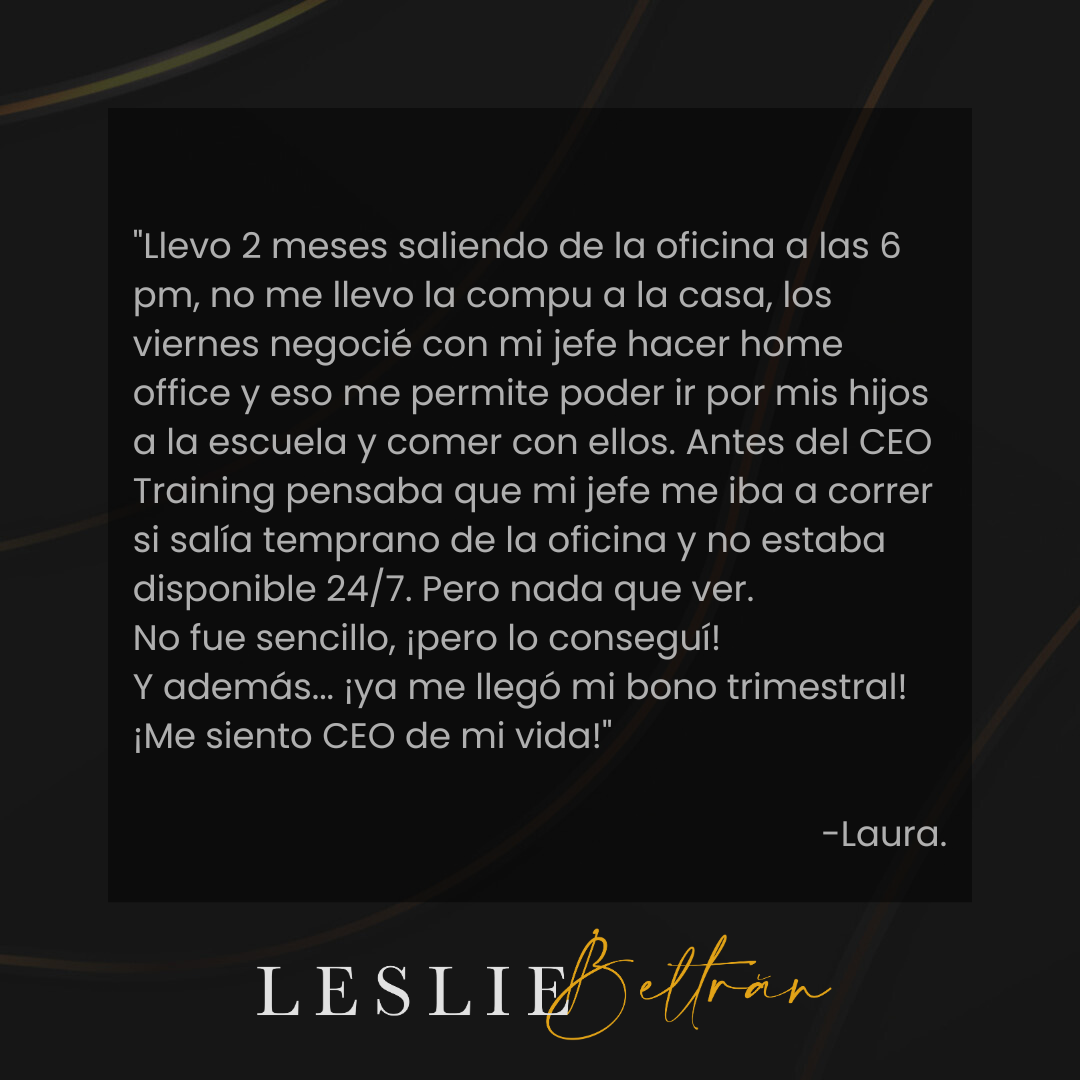 "Llevo 2 meses saliendo de la oficina a las 6
pm, no me llevo la compu a la casa, los
viernes negocié con mi jefe hacer home
office y eso me permite poder ir por mis hijos
a la escuela y comer con ellos. Antes del CEO
Training pensaba que mi jefe me iba a correr
si salía temprano de la oficina y no estaba
disponible 24/7. Pero nada que ver.
No fue sencillo, ¡pero lo conseguí!
Y además... ¡ya me llegó mi bono trimestral!
¡Me siento CEO de mi vida!"
-Laura.
LESLIE Beltrán